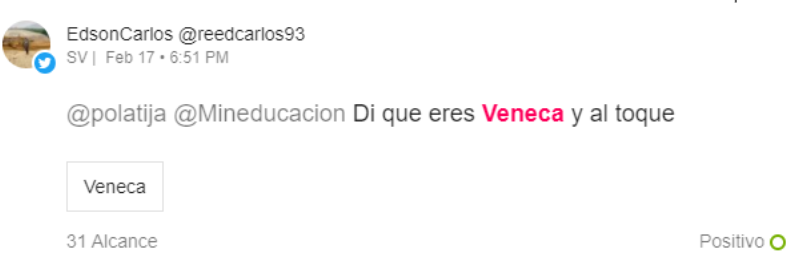 EdsonCarlos @reedcarlos93
SV | Feb 17 • 6:51 PM
@polatija @Mineducacion Di que eres Veneca y al toque
Veneca
31 Alcance
Positivo